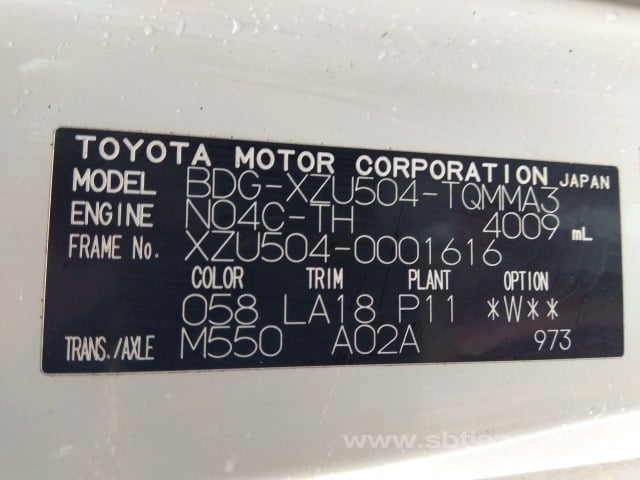 TOYOTA MOTOR CORPORATION JAPAN
MODEL BDG-XZU504-TQMMA3
ENGINE N04C-TH 4009 mL
FRAME No. XZU504-0001616
COLOR TRIM PLANT OPTION
058 LA18 P11 *W**
TRANS./AXLE M550 A02A 973